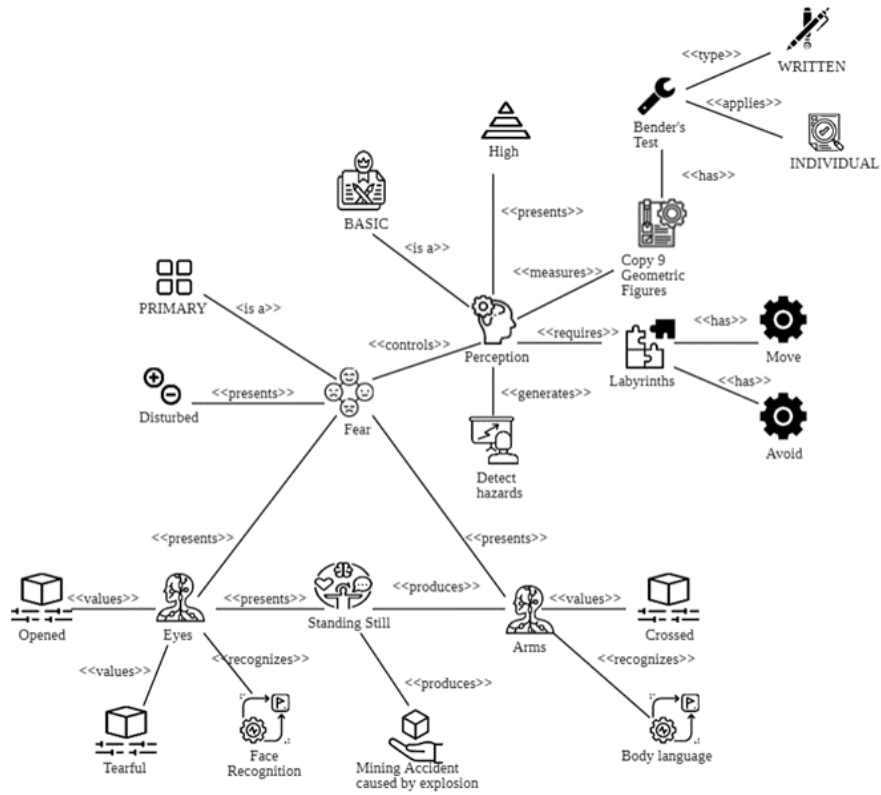 <<type>>
WRITTEN
<<applies>>
Bender's
Test
INDIVIDUAL
High
<<has>>
BASIC
<<presents>>
<is a>>
<<measures>>
Copy 9
Geometric
Figures
PRIMARY
<is a>>
<<controls>>
Perception
<<requires>>
<<has>>
Labyrinths
Move
<<presents>>
Disturbed
Fear
<<generates>>
<<has>>
Avoid
Detect
hazards
<<presents>>
<<presents>>
<<values>>
<<presents>>
<<produces>>
<<values>>
Opened
Eyes
Standing Still
Arms
Crossed
<<values>>
<<recognizes>>
<<produces>>
<<recognizes>>
Tearful
Face
Recognition
Mining Accident
caused by explosion
Body language